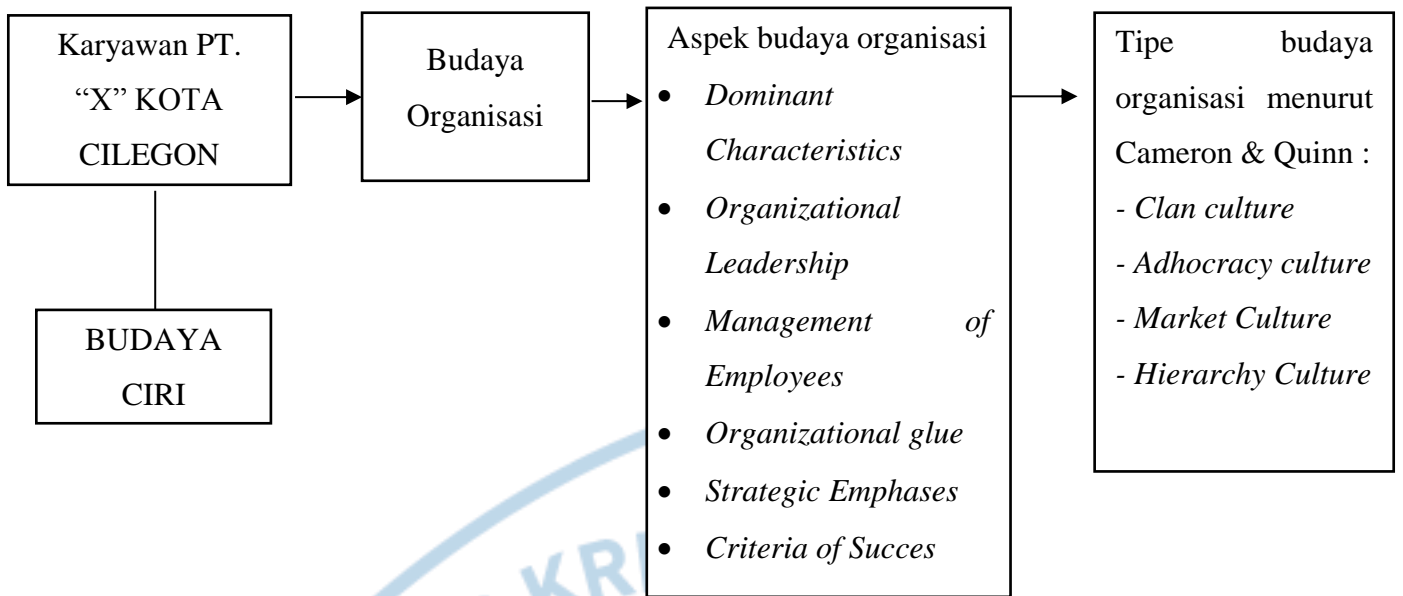 Karyawan PT.
“X” KOTA
CILEGON
BUDAYA
CIRI
Budaya
Organisasi
Aspek budaya organisasi
• Dominant
Characteristics
• Organizational
Leadership
• Management of
Employees
• Organizational glue
• Strategic Emphases
• Criteria of Succes
Tipe budaya
organisasi menurut
Cameron & Quinn :
- Clan culture
- Adhocracy culture
- Market Culture
- Hierarchy Culture